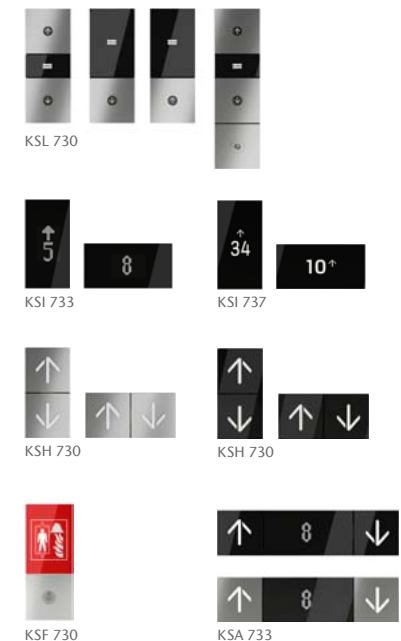 KSL 730
5
8
34
10↑
KSI 733
KSI 737
KSH 730
KSH 730
8
8
KSF 730
KSA 733